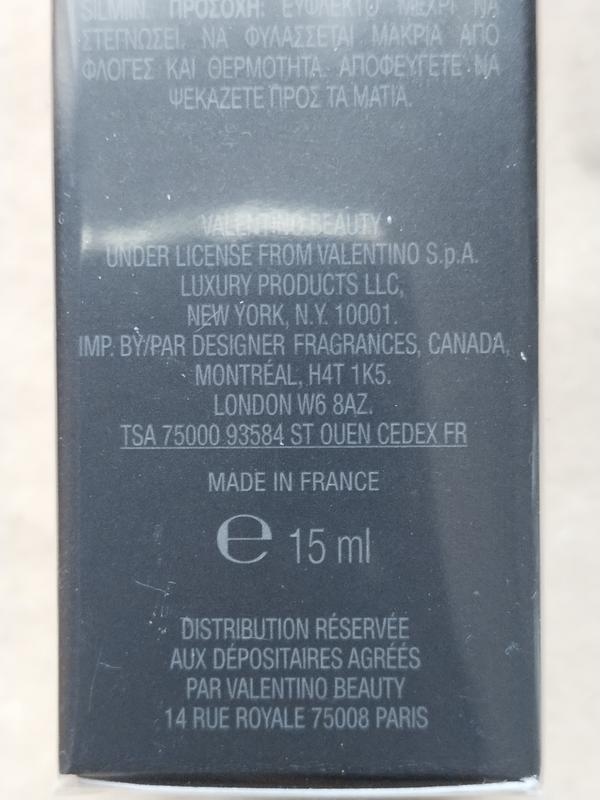 SILMIIN. ΠΡΟΣΟΧΗ: ΕΥΦΛΕΚΤΟ ΜΕΧΡΙ ΝΑ
ΣΤΕΓΝΩΣΕΙ. ΝΑ ΦΥΛΑΣΣΕΤΑΙ ΜΑΚΡΙΑ ΑΠΟ
ΦΛΟΓΕΣ ΚΑΙ ΘΕΡΜΟΤΗΤΑ. ΑΠΟΦΕΥΓΕΤΕ ΝΑ
ΨΕΚΑΖΕΤΕ ΠΡΟΣ ΤΑ ΜΑΤΙΑ.
VALENTINO BEAUTY
UNDER LICENSE FROM VALENTINO S.p.A.
LUXURY PRODUCTS LLC,
NEW YORK, N.Y. 10001.
IMP. BY/PAR DESIGNER FRAGRANCES, CANADA,
MONTRÉAL, H4T 1K5.
LONDON W6 8AZ.
TSA 75000 93584 ST OUEN CEDEX FR
MADE IN FRANCE
℮ 15 ml
DISTRIBUTION RÉSERVÉE
AUX DÉPOSITAIRES AGRÉÉS
PAR VALENTINO BEAUTY
14 RUE ROYALE 75008 PARIS